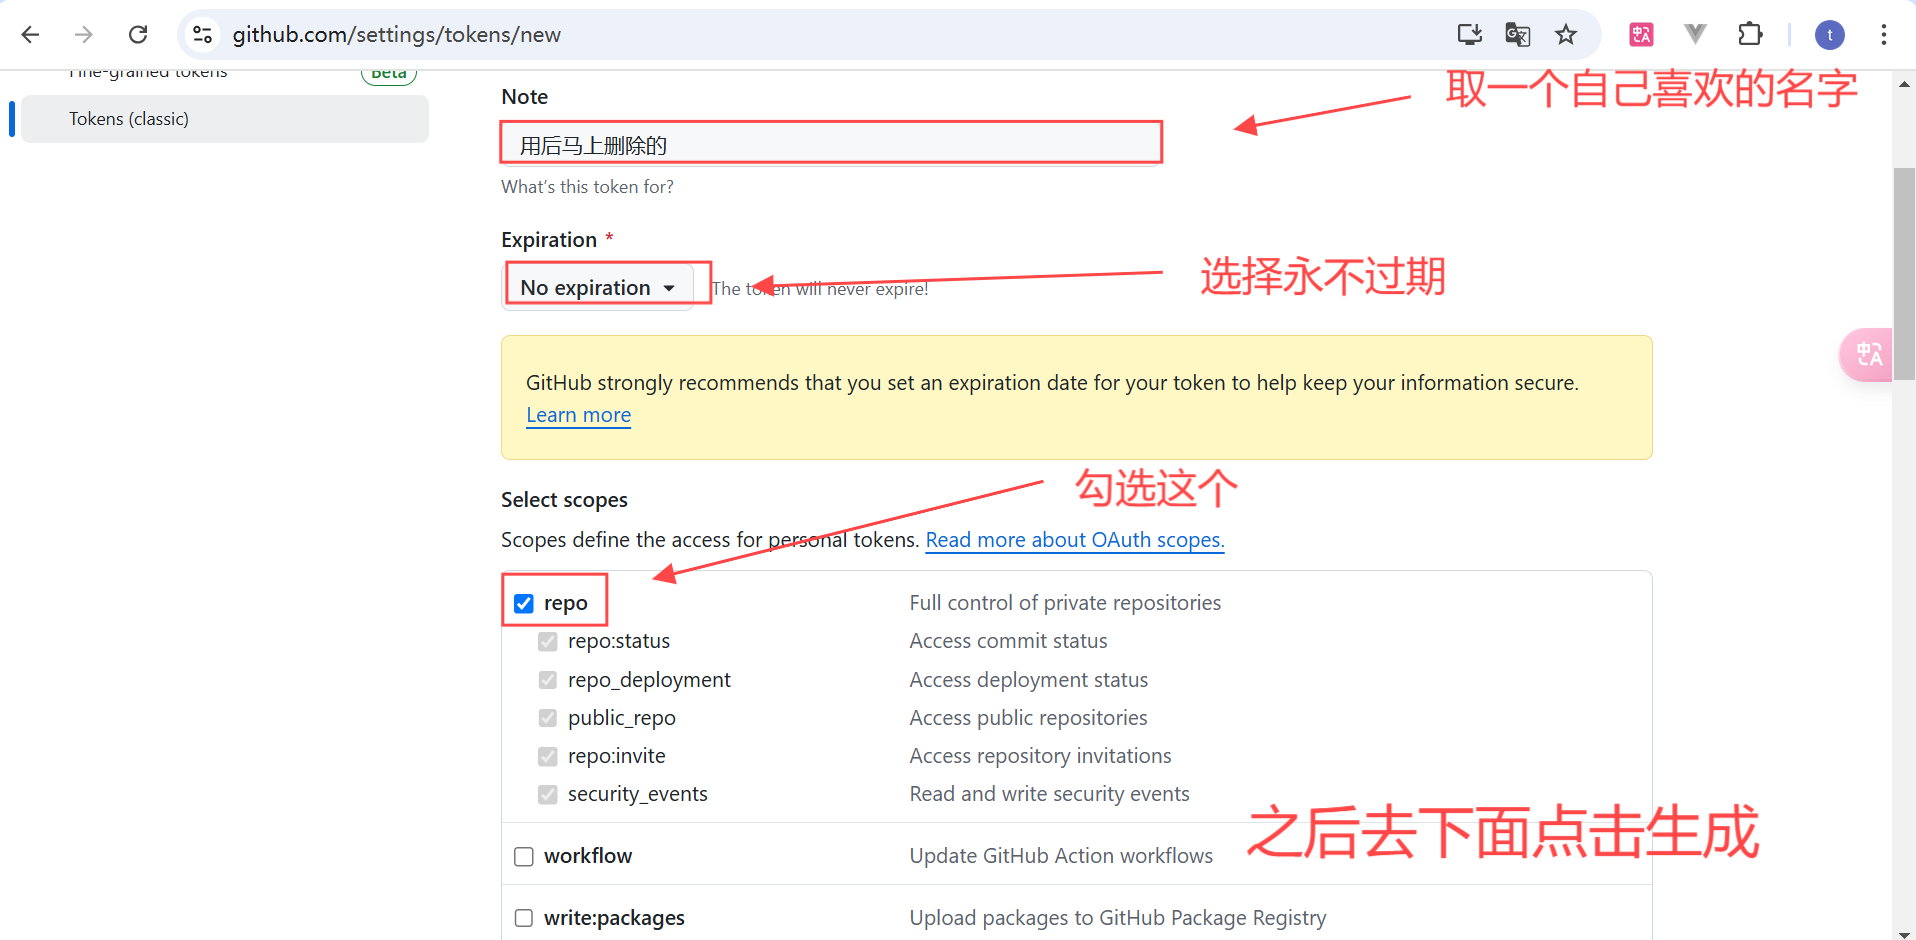 github.com/settings/tokens/new
t
Fine-grained tokens
Beta
Tokens (classic)
Note
取一个自己喜欢的名字
用后马上删除的
What's this token for?
Expiration *
No expiration
The token will never expire!
选择永不过期
GitHub strongly recommends that you set an expiration date for your token to help keep your information secure.
Learn more
勾选这个
Select scopes
Scopes define the access for personal tokens. Read more about OAuth scopes.
repo Full control of private repositories
repo:status Access commit status
repo_deployment Access deployment status
public_repo Access public repositories
repo:invite Access repository invitations
security_events Read and write security events
之后去下面点击生成
workflow Update GitHub Action workflows
write:packages Upload packages to GitHub Package Registry